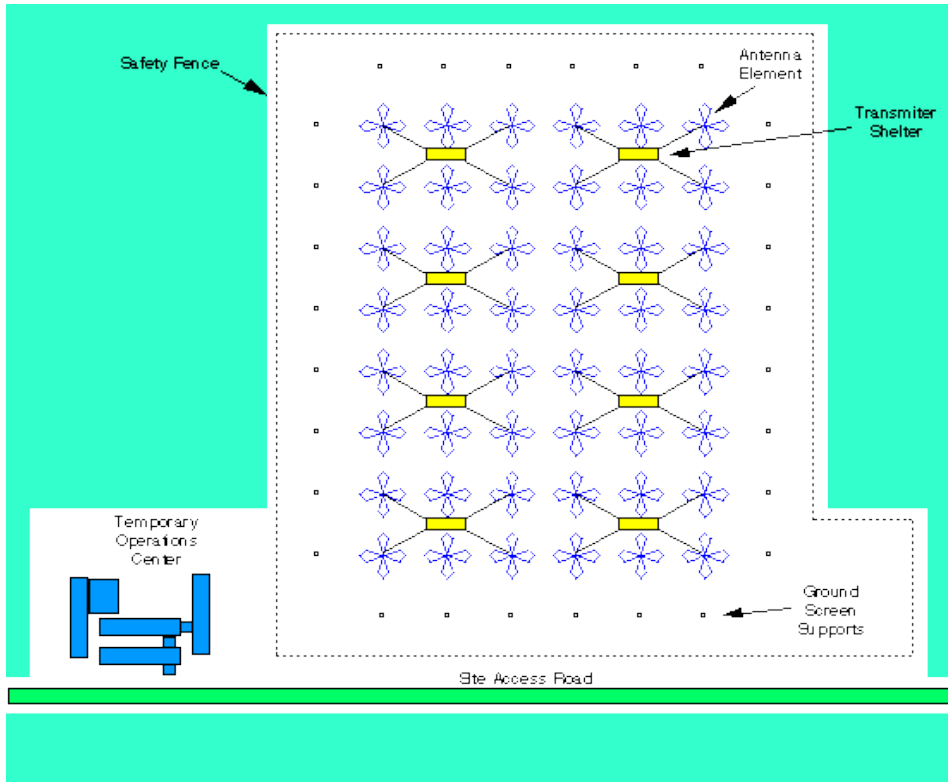 Safety Fence
Antenna
Element
Transmiter
Shelter
Temporary
Operations
Center
Ground
Screen
Supports
Site Access Road